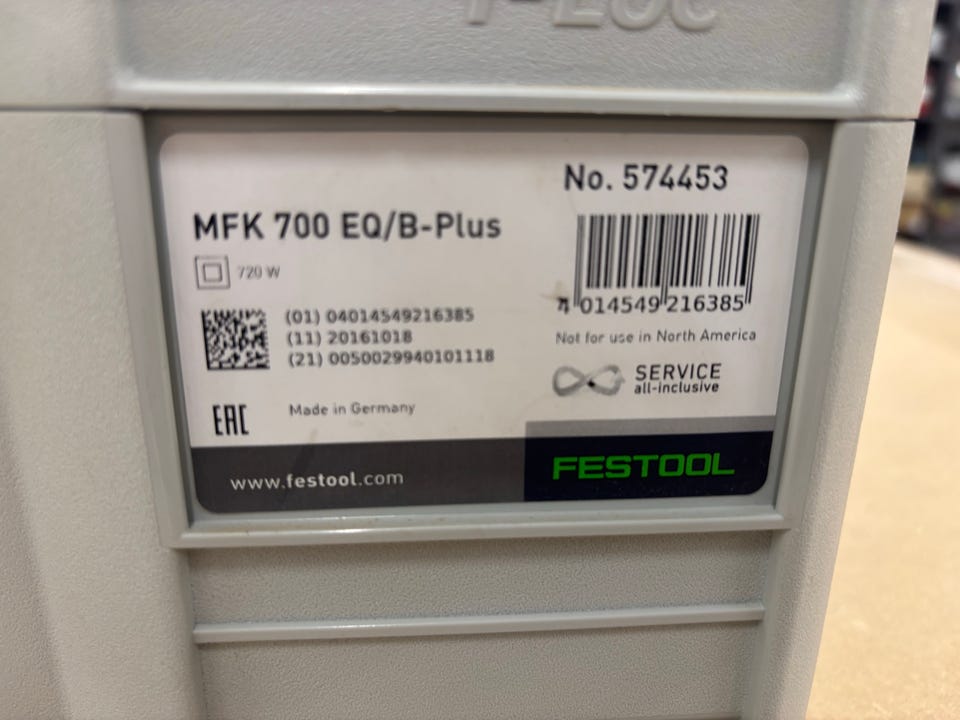 T-LOC
No. 574453
MFK 700 EQ/B-Plus
720 W
4 014549 216385
(01) 04014549216385
(11) 20161018
(21) 0050029940101118
Not for use in North America
SERVICE
all-inclusive
EAC
Made in Germany
www.festool.com
FESTOOL